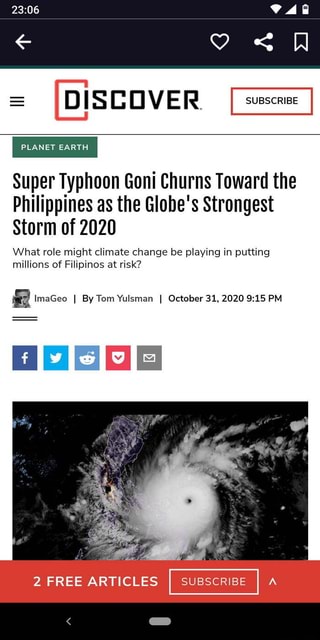 23:06
DISCOVER.
SUBSCRIBE
PLANET EARTH
Super Typhoon Goni Churns Toward the
Philippines as the Globe's Strongest
Storm of 2020
What role might climate change be playing in putting
millions of Filipinos at risk?
ImaGeo | By Tom Yulsman | October 31, 2020 9:15 PM
2 FREE ARTICLES
SUBSCRIBE